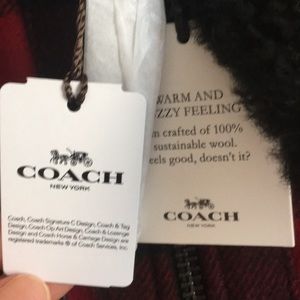 COACH
NEW YORK
Coach, Coach Signature C Design, Coach & Tag
Design, Coach Op Art Design, Coach & Lozenge
Design and Coach Horse & Carriage Design are
registered trademarks ® of Coach Services, Inc.
WARM AND
ZZY FEELING
n crafted of 100%
sustainable wool.
eels good, doesn't it?
COACH